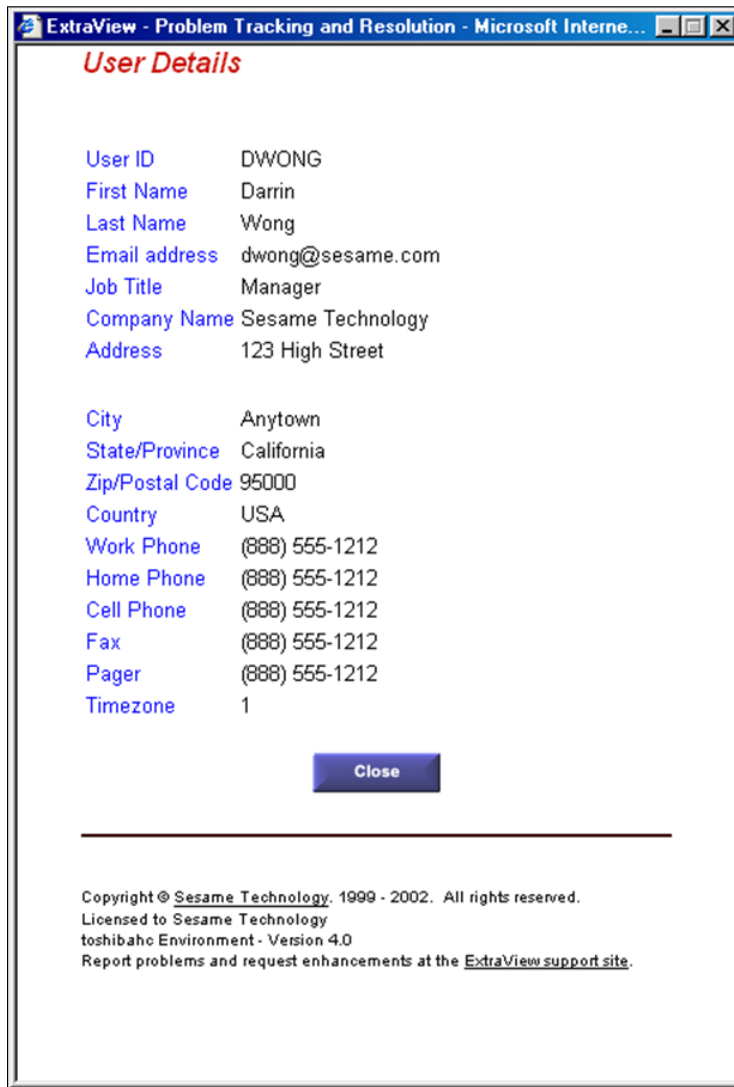 ExtraView - Problem Tracking and Resolution - Microsoft Interne...
User Details
User ID DWONG
First Name Darrin
Last Name Wong
Email address dwong@sesame.com
Job Title Manager
Company Name Sesame Technology
Address 123 High Street
City Anytown
State/Province California
Zip/Postal Code 95000
Country USA
Work Phone (888) 555-1212
Home Phone (888) 555-1212
Cell Phone (888) 555-1212
Fax (888) 555-1212
Pager (888) 555-1212
Timezone 1
Close
Copyright © Sesame Technology. 1999 - 2002. All rights reserved.
Licensed to Sesame Technology
toshibahc Environment - Version 4.0
Report problems and request enhancements at the ExtraView support site.